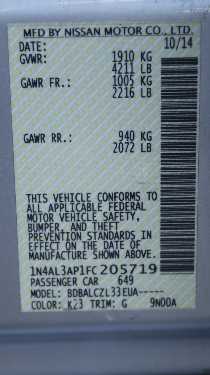 MFD BY NISSAN MOTOR CO., LTD.
DATE: 10/14
GVWR: 1910 KG
4211 LB
GAWR FR.: 1005 KG
2216 LB
GAWR RR.: 940 KG
2072 LB
THIS VEHICLE CONFORMS TO
ALL APPLICABLE FEDERAL
MOTOR VEHICLE SAFETY,
BUMPER, AND THEFT
PREVENTION STANDARDS IN
EFFECT ON THE DATE OF
MANUFACTURE SHOWN ABOVE.
1N4AL3AP1FC205719
PASSENGER CAR 649
MODEL: BDBALCZL33EUA-----
COLOR: K23 TRIM: G 9N00A